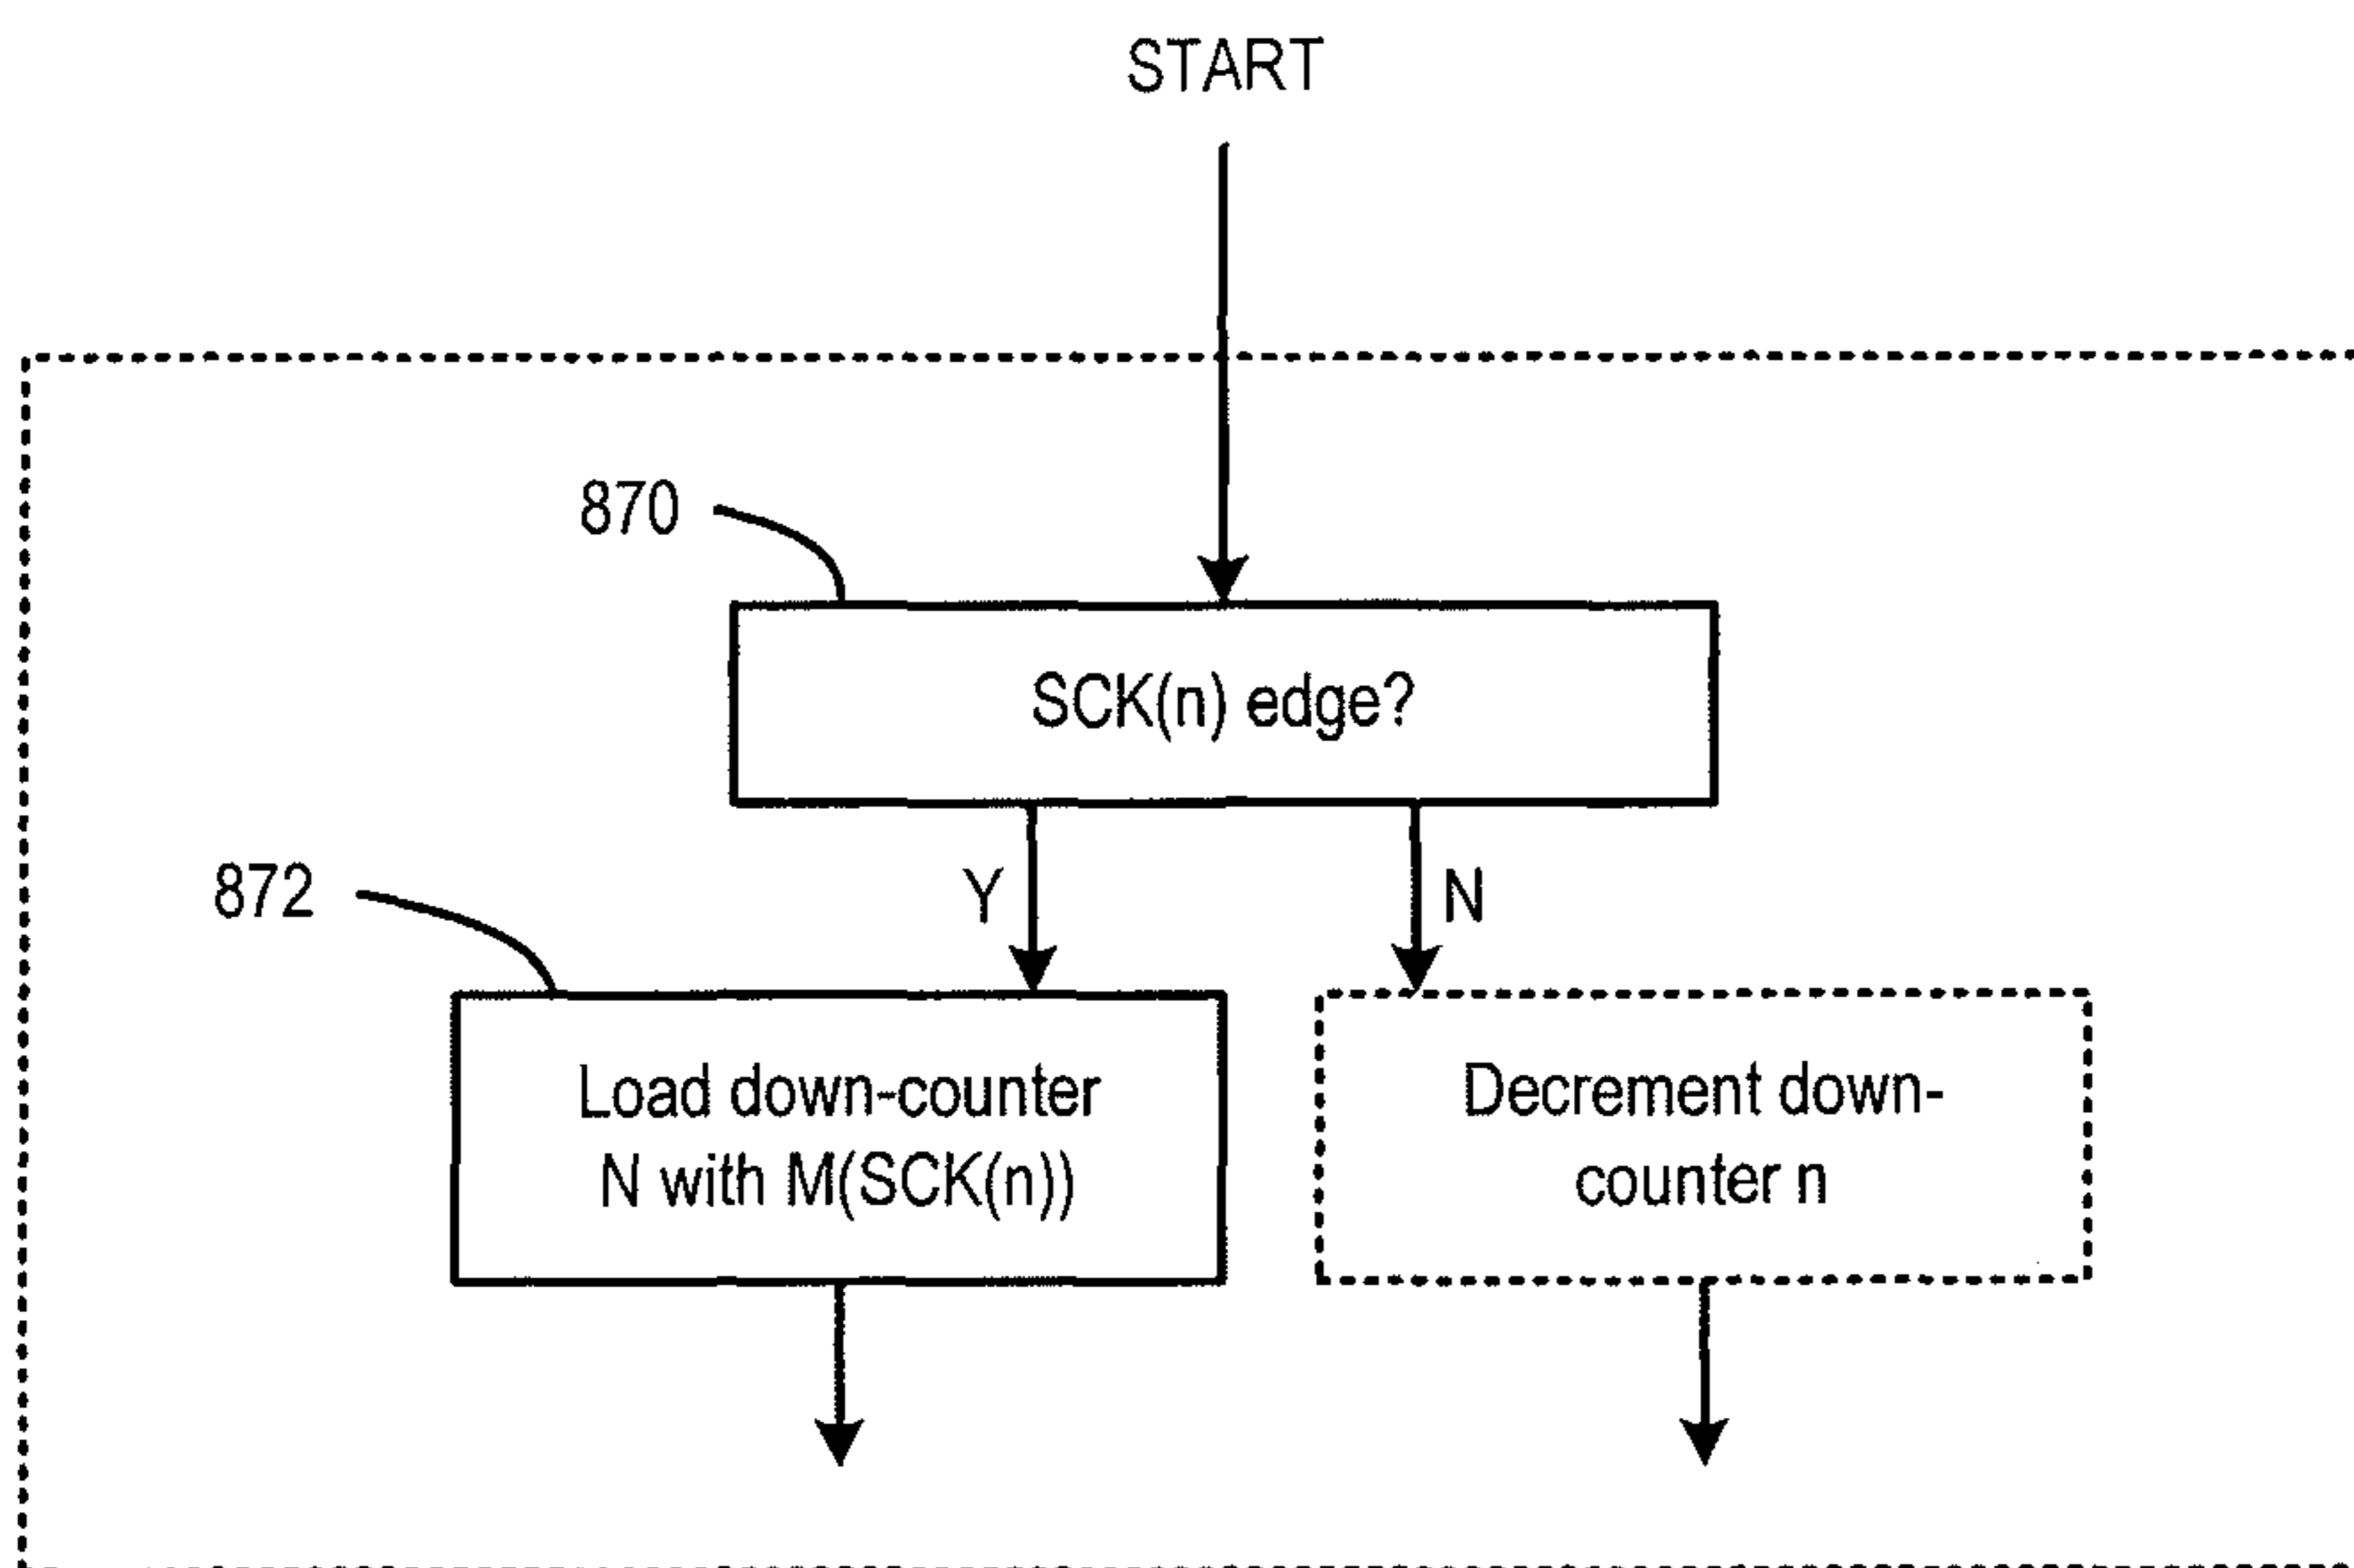 START
870
SCK(n) edge?
872
Y
N
Load down-counter
N with M(SCK(n))
Decrement down-
counter n